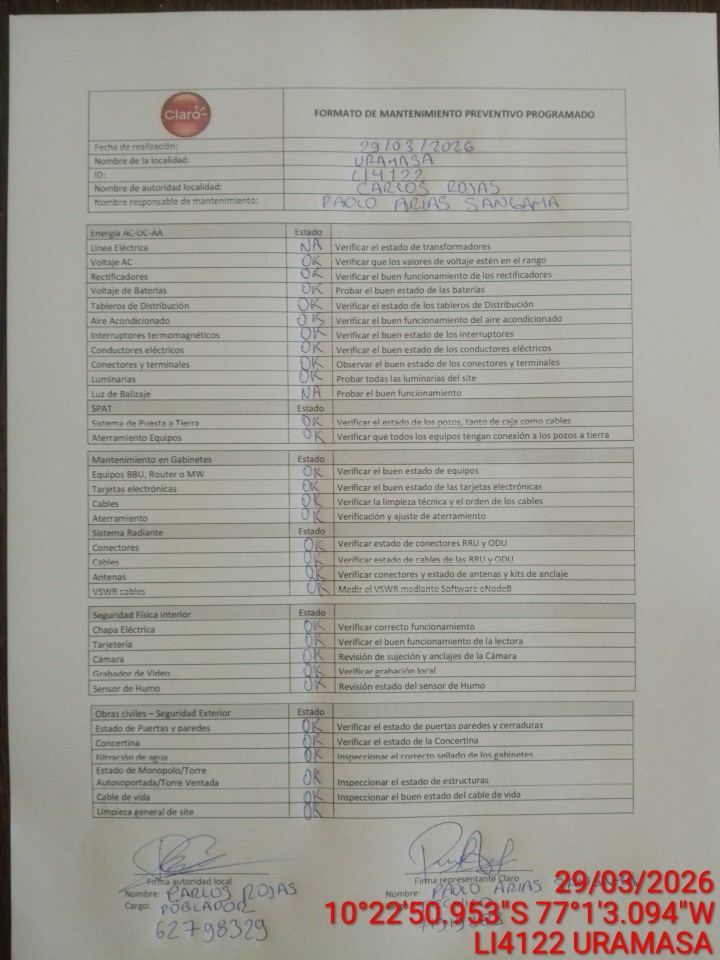 Claro
FORMATO DE MANTENIMIENTO PREVENTIVO PROGRAMADO
Fecha de realización: 29/03/2026
Nombre de la localidad: URAMASA
ID: LI4122
Nombre de autoridad localidad: CARLOS ROJAS
Nombre responsable de mantenimiento: PAOLO ARIAS SANGAMA
Energía AC-DC-AA Estado
Línea Eléctrica NA Verificar el estado de transformadores
Voltaje AC OK Verificar que los valores de voltaje estén en el rango
Rectificadores OK Verificar el buen funcionamiento de los rectificadores
Voltaje de Baterías OK Probar el buen estado de las baterías
Tableros de Distribución OK Verificar el estado de los tableros de Distribución
Aire Acondicionado OK Verificar el buen funcionamiento del aire acondicionado
Interruptores termomagnéticos OK Verificar el buen estado de los interruptores
Conductores eléctricos OK Verificar el buen estado de los conductores eléctricos
Conectores y terminales OK Observar el buen estado de los conectores y terminales
Luminarias OK Probar todas las luminarias del site
Luz de Balizaje NA Probar el buen funcionamiento
SPAT Estado
Sistema de Puesta a Tierra OK Verificar el estado de los pozos, tanto de caja como cables
Aterramiento Equipos OK Verificar que todos los equipos tengan conexión a los pozos a tierra
Mantenimiento en Gabinetes Estado
Equipos BBU, Router o MW OK Verificar el buen estado de equipos
Tarjetas electrónicas OK Verificar el buen estado de las tarjetas electrónicas
Cables OK Verificar la limpieza técnica y el orden de los cables
Aterramiento OK Verificación y ajuste de aterramiento
Sistema Radiante Estado
Conectores OK Verificar estado de conectores RRU y ODU
Cables OK Verificar estado de cables de las RRU y ODU
Antenas OK Verificar conectores y estado de antenas y kits de anclaje
VSWR cables OK Medir el VSWR mediante Software eNodeB
Seguridad Física interior Estado
Chapa Eléctrica OK Verificar correcto funcionamiento
Tarjetería OK Verificar el buen funcionamiento de la lectora
Cámara OK Revisión de sujeción y anclajes de la Cámara
Grabador de Video OK Verificar grabación local
Sensor de Humo OK Revisión estado del sensor de Humo
Obras civiles – Seguridad Exterior Estado
Estado de Puertas y paredes OK Verificar el estado de puertas paredes y cerraduras
Concertina OK Verificar el estado de la Concertina
Filtración de agua OK Inspeccionar el correcto sellado de los gabinetes
Estado de Monopolo/Torre
Autosoportada/Torre Ventada OK Inspeccionar el estado de estructuras
Cable de vida OK Inspeccionar el buen estado del cable de vida
Limpieza general de site OK
Firma autoridad local Firma representante Claro
Nombre: CARLOS ROJAS Nombre: PAOLO ARIAS SANGAMA
Cargo: POBLADOR Cargo:
62798329
29/03/2026
10°22'50.953"S 77°1'3.094"W
LI4122 URAMASA